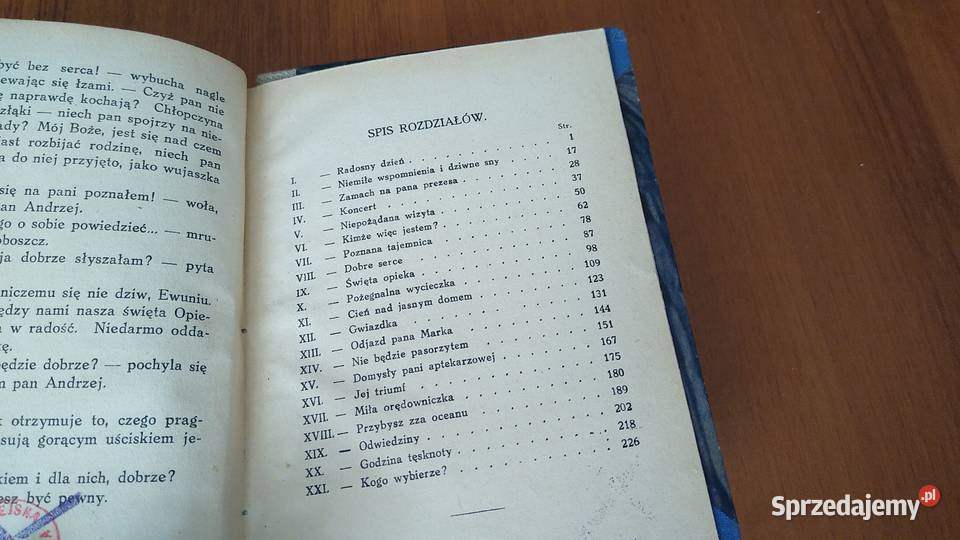 być bez serca! — wybucha nagle
ewając się łzami. — Czyż pan nie
ę naprawdę kochają? Chłopczyna
złąki — niech pan spojrzy na nie-
ady? Mój Boże, jest się nad czem
iast rozbijać rodzinę, niech pan
a do niej przyjęto, jako wujaszka
się na pani poznałem! — woła,
pan Andrzej.
go o sobie powiedzieć... — mru-
oboszcz.
ja dobrze słyszałam? — pyta
niczemu się nie dziw, Ewuniu.
ędzy nami nasza święta Opie-
a w radość. Niedarmo odda-
kę.
będzie dobrze? — pochyla się
m pan Andrzej.
k otrzymuje to, czego prag-
sują gorącym uściskiem je-
kiem i dla nich, dobrze?
esz być pewny.
SPIS ROZDZIAŁÓW.
Str.
I. — Radosny dzień . . . . . . . . . . 1
II. — Niemiłe wspomnienia i dziwne sny . . . . . 17
III. — Zamach na pana prezesa . . . . . . . 28
IV. — Koncert . . . . . . . . . . 37
V. — Niepożądana wizyta . . . . . . . . 50
VI. — Kimże więc jestem? . . . . . . . . 62
VII. — Poznana tajemnica . . . . . . . . 78
VIII. — Dobre serce . . . . . . . . . 87
IX. — Święta opieka . . . . . . . . . 98
X. — Pożegnalna wycieczka . . . . . . . . 109
XI. — Cień nad jasnym domem . . . . . . . 123
XII. — Gwiazdka . . . . . . . . . . 131
XIII. — Odjazd pana Marka . . . . . . . . 144
XIV. — Nie będzie pasorzytem . . . . . . . 151
XV. — Domysły pani aptekarzowej . . . . . . 167
XVI. — Jej triumf . . . . . . . . . . 175
XVII. — Miła orędowniczka . . . . . . . . 180
XVIII. — Przybysz zza oceanu . . . . . . . 189
XIX. — Odwiedziny . . . . . . . . . 202
XX. — Godzina tęsknoty . . . . . . . . 218
XXI. — Kogo wybierze? . . . . . . . . 226
Sprzedajemy.pl